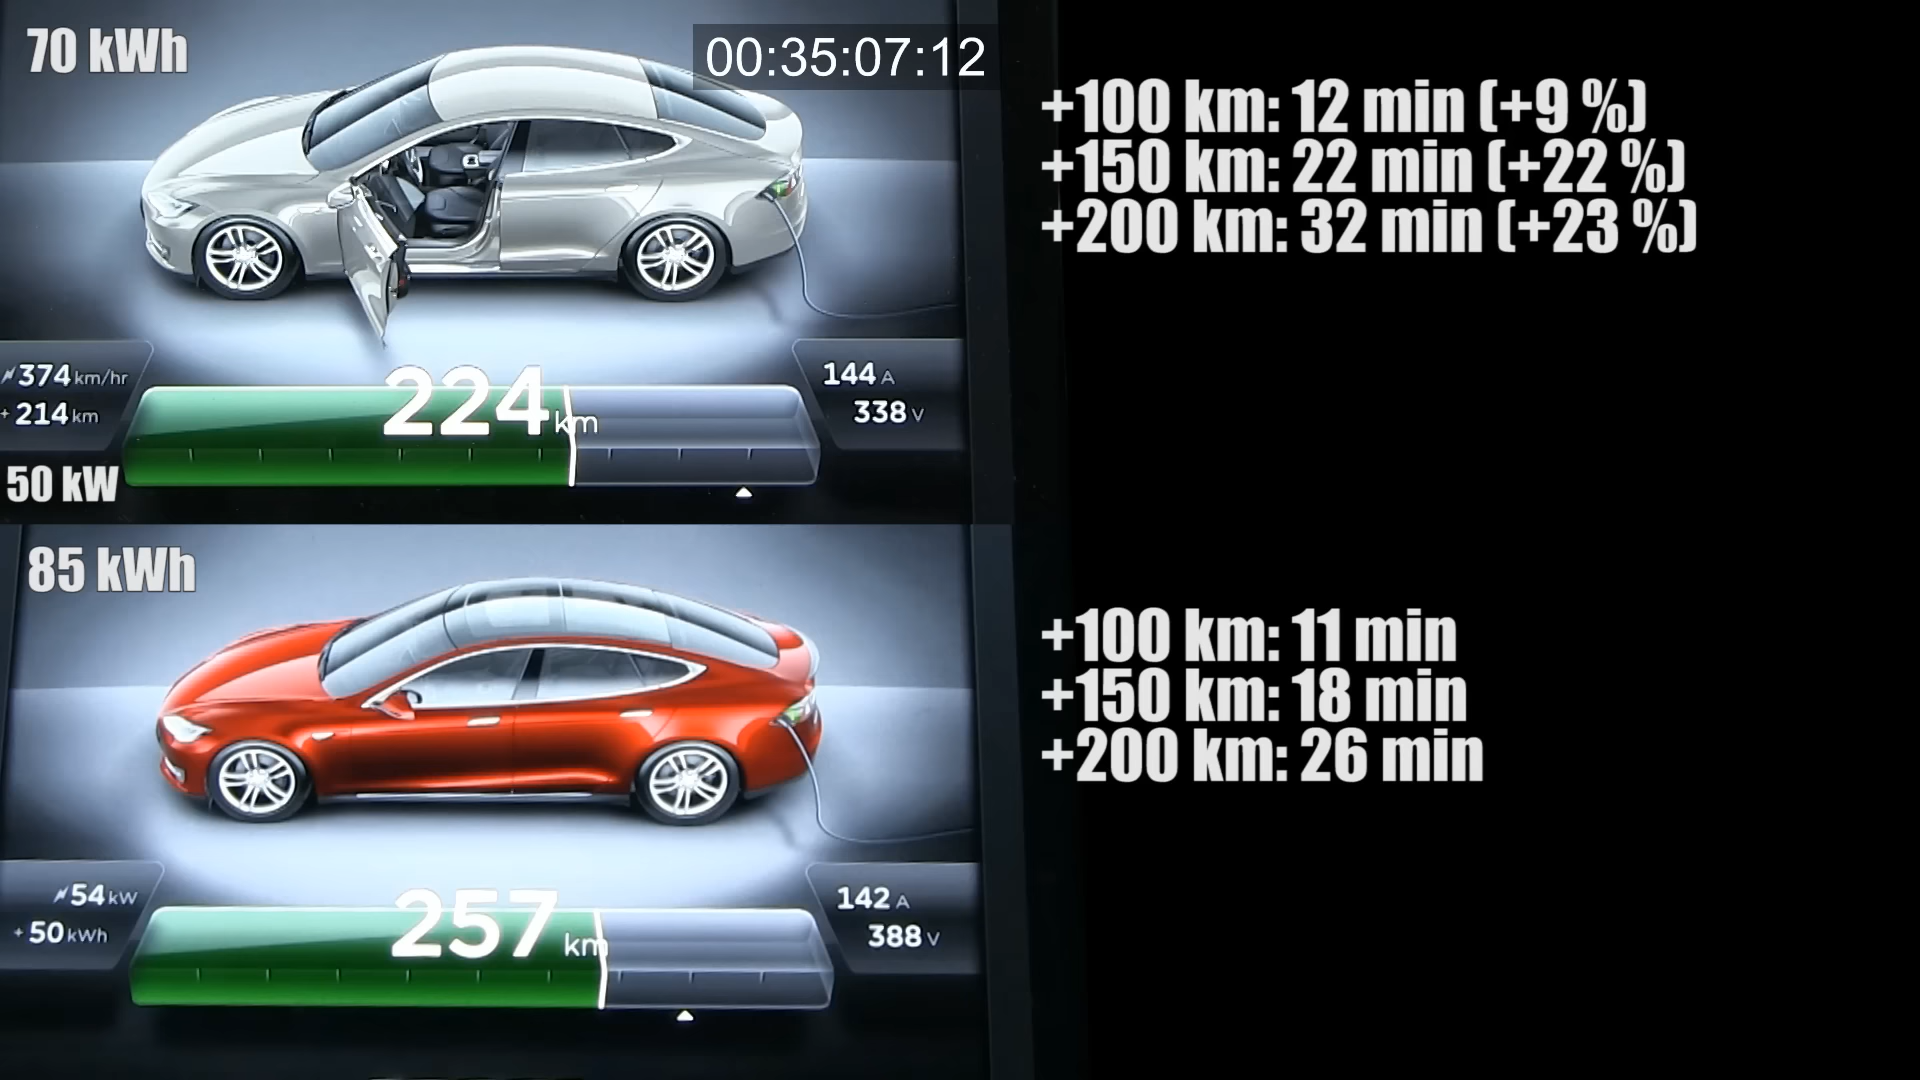 70 kWh
00:35:07:12
+100 km: 12 min (+9 %)
+150 km: 22 min (+22 %)
+200 km: 32 min (+23 %)
374 km/hr
+ 214 km
224 km
144 A
338 V
50 kW
85 kWh
+100 km: 11 min
+150 km: 18 min
+200 km: 26 min
54 kW
+ 50 kWh
257 km
142 A
388 V